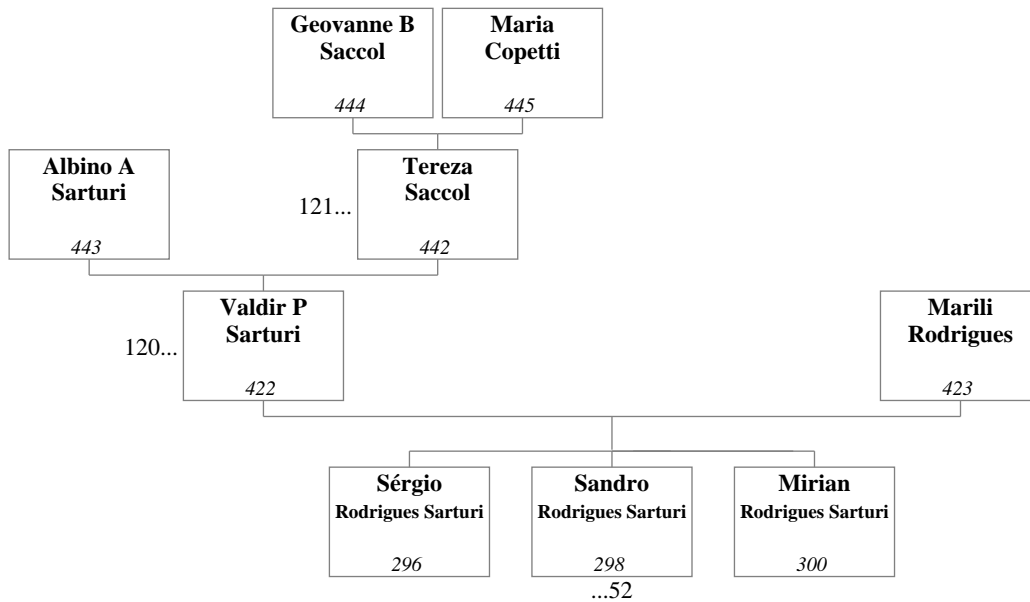 Geovanne B
Saccol
444
Maria
Copetti
445
Albino A
Sarturi
443
121...
Tereza
Saccol
442
120...
Valdir P
Sarturi
422
Marili
Rodrigues
423
Sérgio
Rodrigues Sarturi
296
Sandro
Rodrigues Sarturi
298
...52
Mirian
Rodrigues Sarturi
300